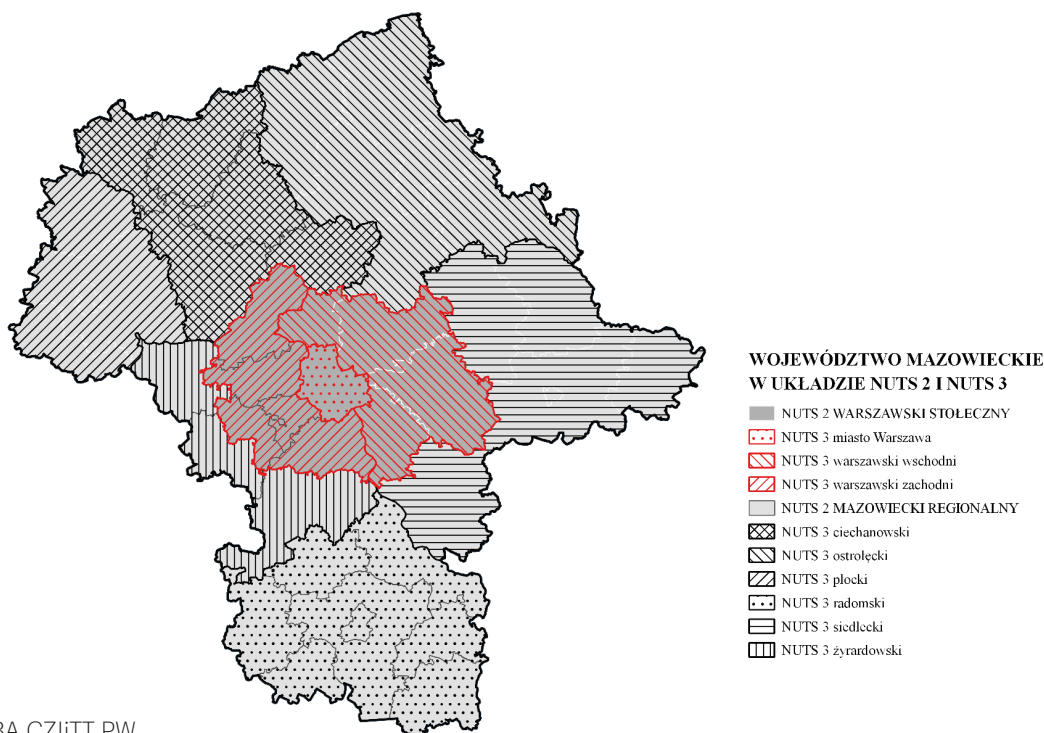 WOJEWÓDZTWO MAZOWIECKIE
W UKŁADZIE NUTS 2 I NUTS 3
NUTS 2 WARSZAWSKI STOŁECZNY
NUTS 3 miasto Warszawa
NUTS 3 warszawski wschodni
NUTS 3 warszawski zachodni
NUTS 2 MAZOWIECKI REGIONALNY
NUTS 3 ciechanowski
NUTS 3 ostrołęcki
NUTS 3 płocki
NUTS 3 radomski
NUTS 3 siedlecki
NUTS 3 żyrardowski
CZIiTT PW